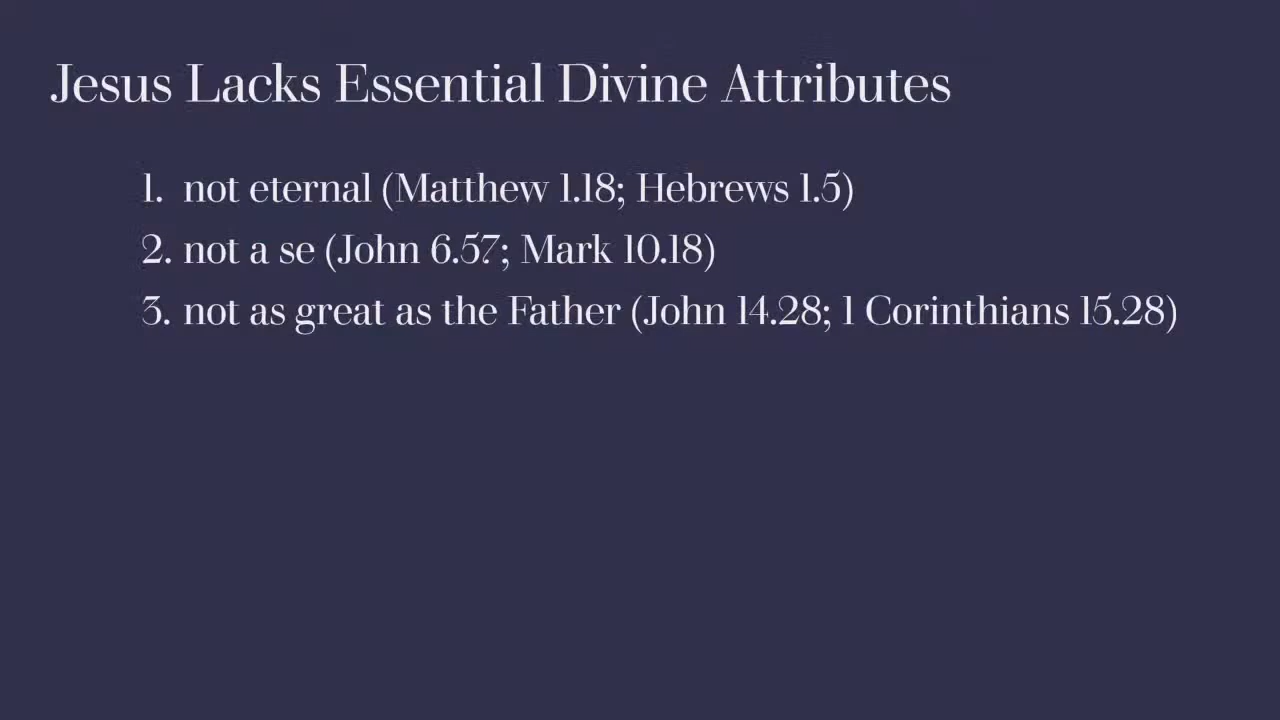 Jesus Lacks Essential Divine Attributes
1. not eternal (Matthew 1.18; Hebrews 1.5)
2. not a se (John 6.57; Mark 10.18)
3. not as great as the Father (John 14.28; 1 Corinthians 15.28)